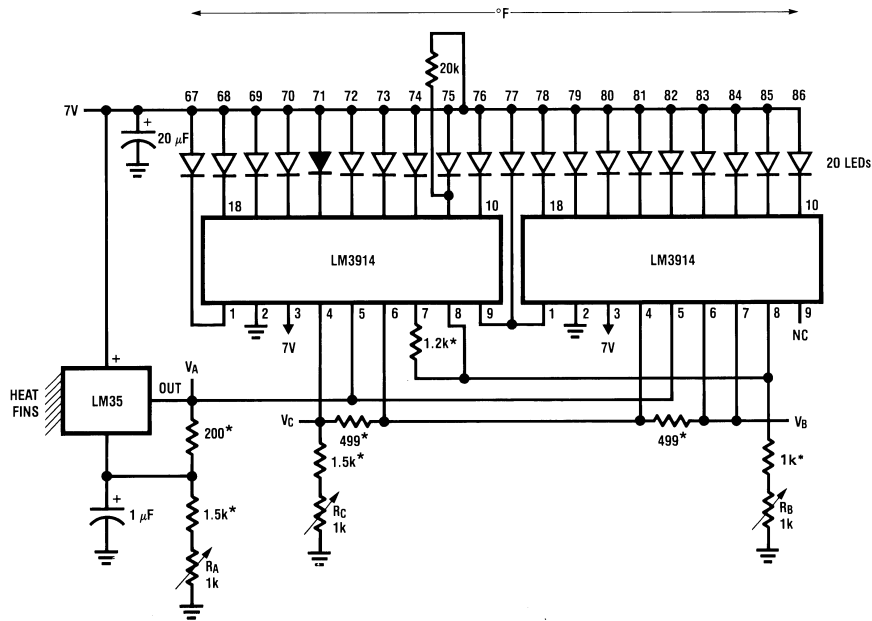 °F
20k
67 68 69 70 71 72 73 74 75 76 77 78 79 80 81 82 83 84 85 86
7V
+
20 μF
20 LEDs
18 10 18 10
LM3914 LM3914
1 2 3 4 5 6 7 8 9 1 2 3 4 5 6 7 8 9
7V 1.2k* 7V NC
+
VA
OUT
HEAT
FINS
LM35
VC 499* 499* VB
200*
1.5k* 1k*
+
1 μF
1.5k*
RC
1k
RB
1k
RA
1k